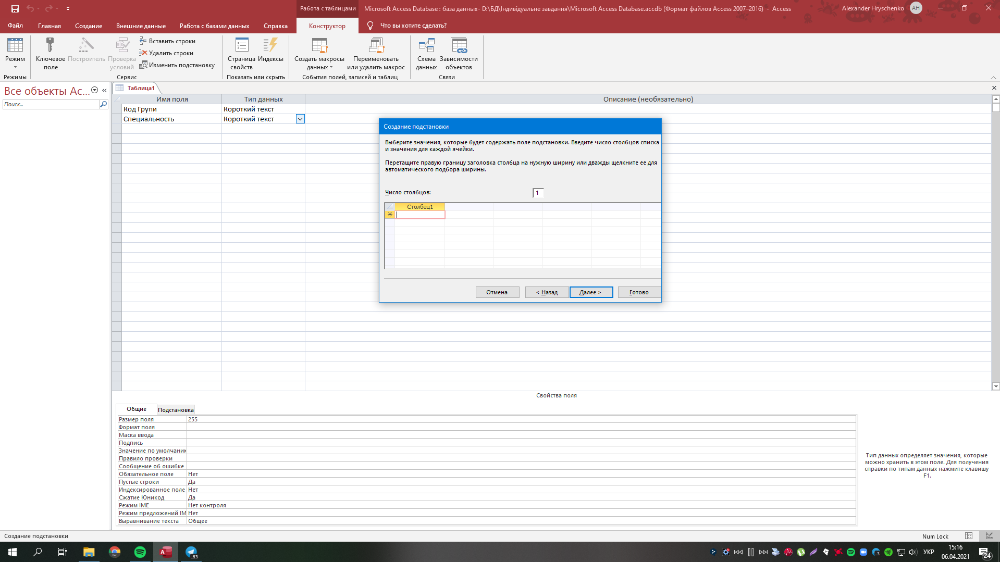 Работа с таблицами
Microsoft Access Database : база данных- D:\БД\Індивідуальне завдання\Microsoft Access Database.accdb (Формат файлов Access 2007–2016) - Access
Alexander Hryschenko
AH
Файл Главная Создание Внешние данные Работа с базами данных Справка Конструктор Что вы хотите сделать?
Режим
Режимы
Ключевое поле
Построитель
Проверка условий
Вставить строки
Удалить строки
Изменить подстановку
Сервис
Страница свойств
Индексы
Показать или скрыть
Создать макросы данных
Переименовать или удалить макрос
События полей, записей и таблиц
Схема данных
Зависимости объектов
Связи
Все объекты Ac...
Поиск...
Таблица1
Имя поля Тип данных Описание (необязательно)
Код Групи Короткий текст
Специальность Короткий текст
Создание подстановки
Выберите значения, которые будет содержать поле подстановки. Введите число столбцов списка
и значения для каждой ячейки.
Перетащите правую границу заголовка столбца на нужную ширину или дважды щелкните ее для
автоматического подбора ширины.
Число столбцов: 1
Столбец1
Отмена < Назад Далее > Готово
Свойства поля
Общие Подстановка
Размер поля 255
Формат поля
Маска ввода
Подпись
Значение по умолчани
Правило проверки
Сообщение об ошибке
Обязательное поле Нет
Пустые строки Да
Индексированное поле Нет
Сжатие Юникод Да
Режим IME Нет контроля
Режим предложений IM Нет
Выравнивание текста Общее
Тип данных определяет значения, которые
можно хранить в этом поле. Для получения
справки по типам данных нажмите клавишу
F1.
Создание подстановки
Num Lock
Dev
.83
УКР
15:16
06.04.2021
24